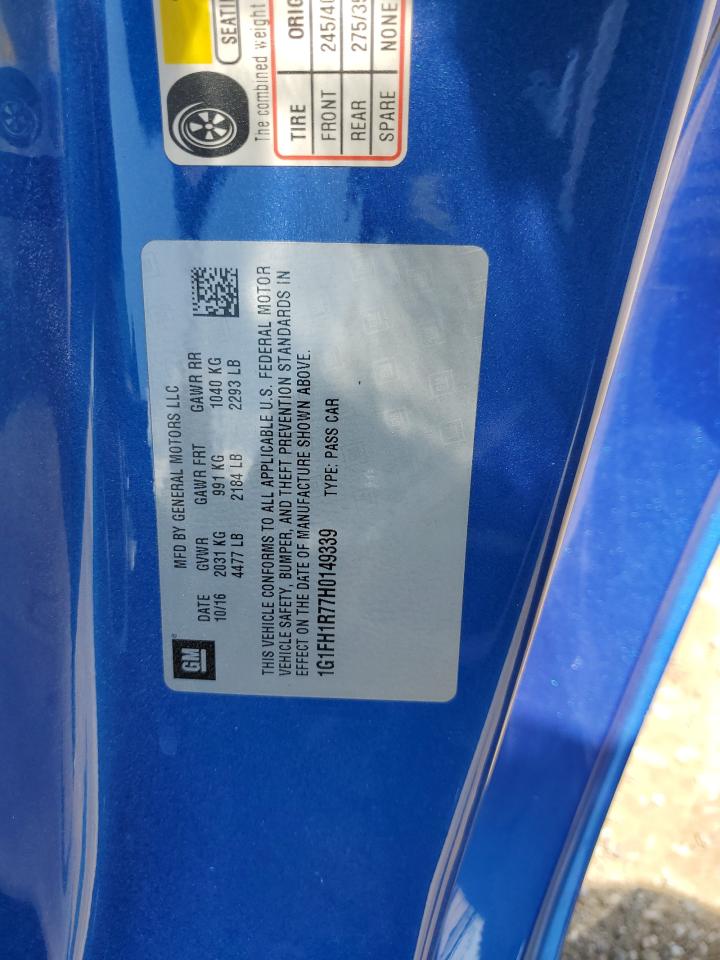 SEATI
The combined weight
TIRE ORIG
FRONT 245/40
REAR 275/35
SPARE NONE
GM
MFD BY GENERAL MOTORS LLC
DATE GVWR GAWR FRT GAWR RR
10/16 2031 KG 991 KG 1040 KG
4477 LB 2184 LB 2293 LB
THIS VEHICLE CONFORMS TO ALL APPLICABLE U.S. FEDERAL MOTOR
VEHICLE SAFETY, BUMPER, AND THEFT PREVENTION STANDARDS IN
EFFECT ON THE DATE OF MANUFACTURE SHOWN ABOVE.
1G1FH1R77H0149339 TYPE: PASS CAR